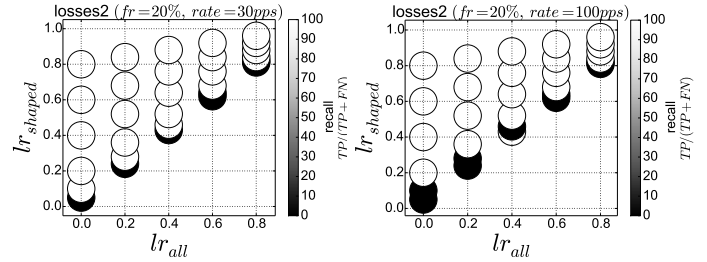 losses2 (fr=20%, rate=30pps)
1.0
0.8
0.6
0.4
0.2
0.0
lr_shaped
0.0 0.2 0.4 0.6 0.8
lr_all
100
90
80
70
60
50
40
30
20
10
0
recall
TP/(TP+FN)
losses2 (fr=20%, rate=100pps)
1.0
0.8
0.6
0.4
0.2
0.0
lr_shaped
0.0 0.2 0.4 0.6 0.8
lr_all
100
90
80
70
60
50
40
30
20
10
0
recall
TP/(TP+FN)